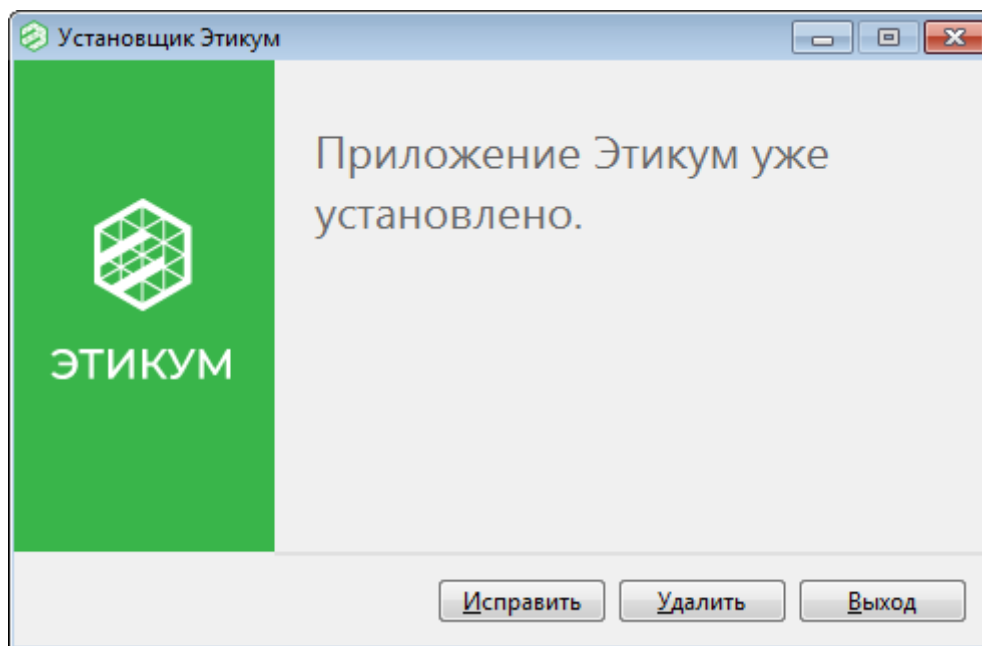 Установщик Этикум
Приложение Этикум уже
установлено.
ЭТИКУМ
Исправить
Удалить
Выход